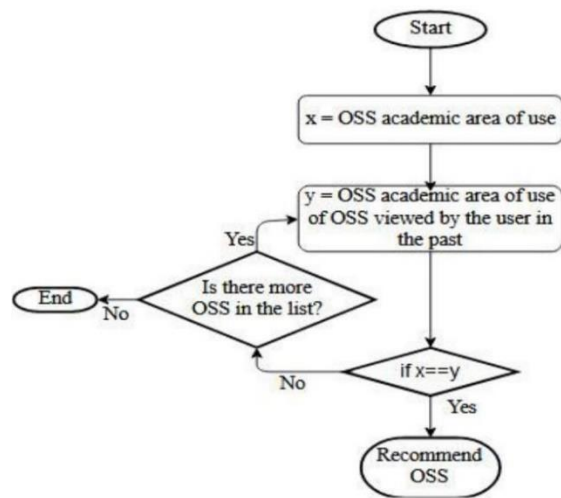 Start
x = OSS academic area of use
y = OSS academic area of use
of OSS viewed by the user in
the past
Yes
Is there more
OSS in the list?
End
No
if x==y
No
Yes
Recommend
OSS